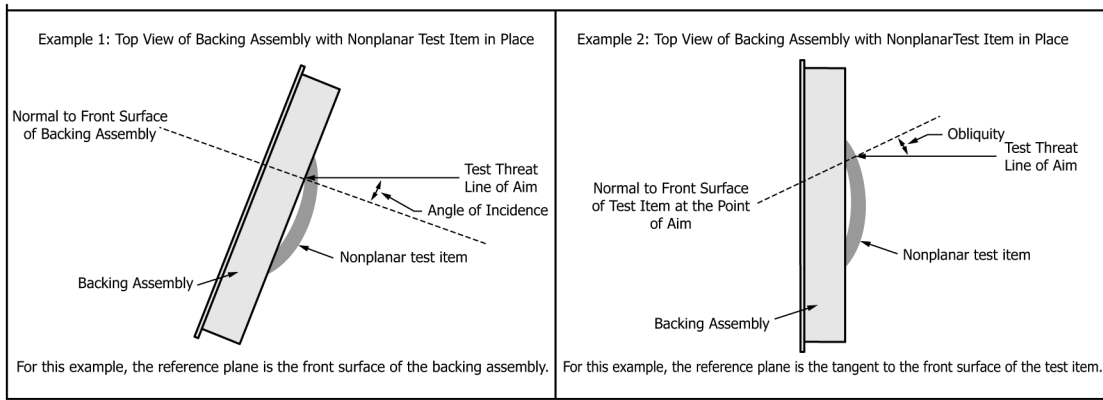 Example 1: Top View of Backing Assembly with Nonplanar Test Item in Place
Normal to Front Surface
of Backing Assembly
Test Threat
Line of Aim
Angle of Incidence
Nonplanar test item
Backing Assembly
For this example, the reference plane is the front surface of the backing assembly.
Example 2: Top View of Backing Assembly with NonplanarTest Item in Place
Obliquity
Test Threat
Line of Aim
Normal to Front Surface
of Test Item at the Point
of Aim
Nonplanar test item
Backing Assembly
For this example, the reference plane is the tangent to the front surface of the test item.